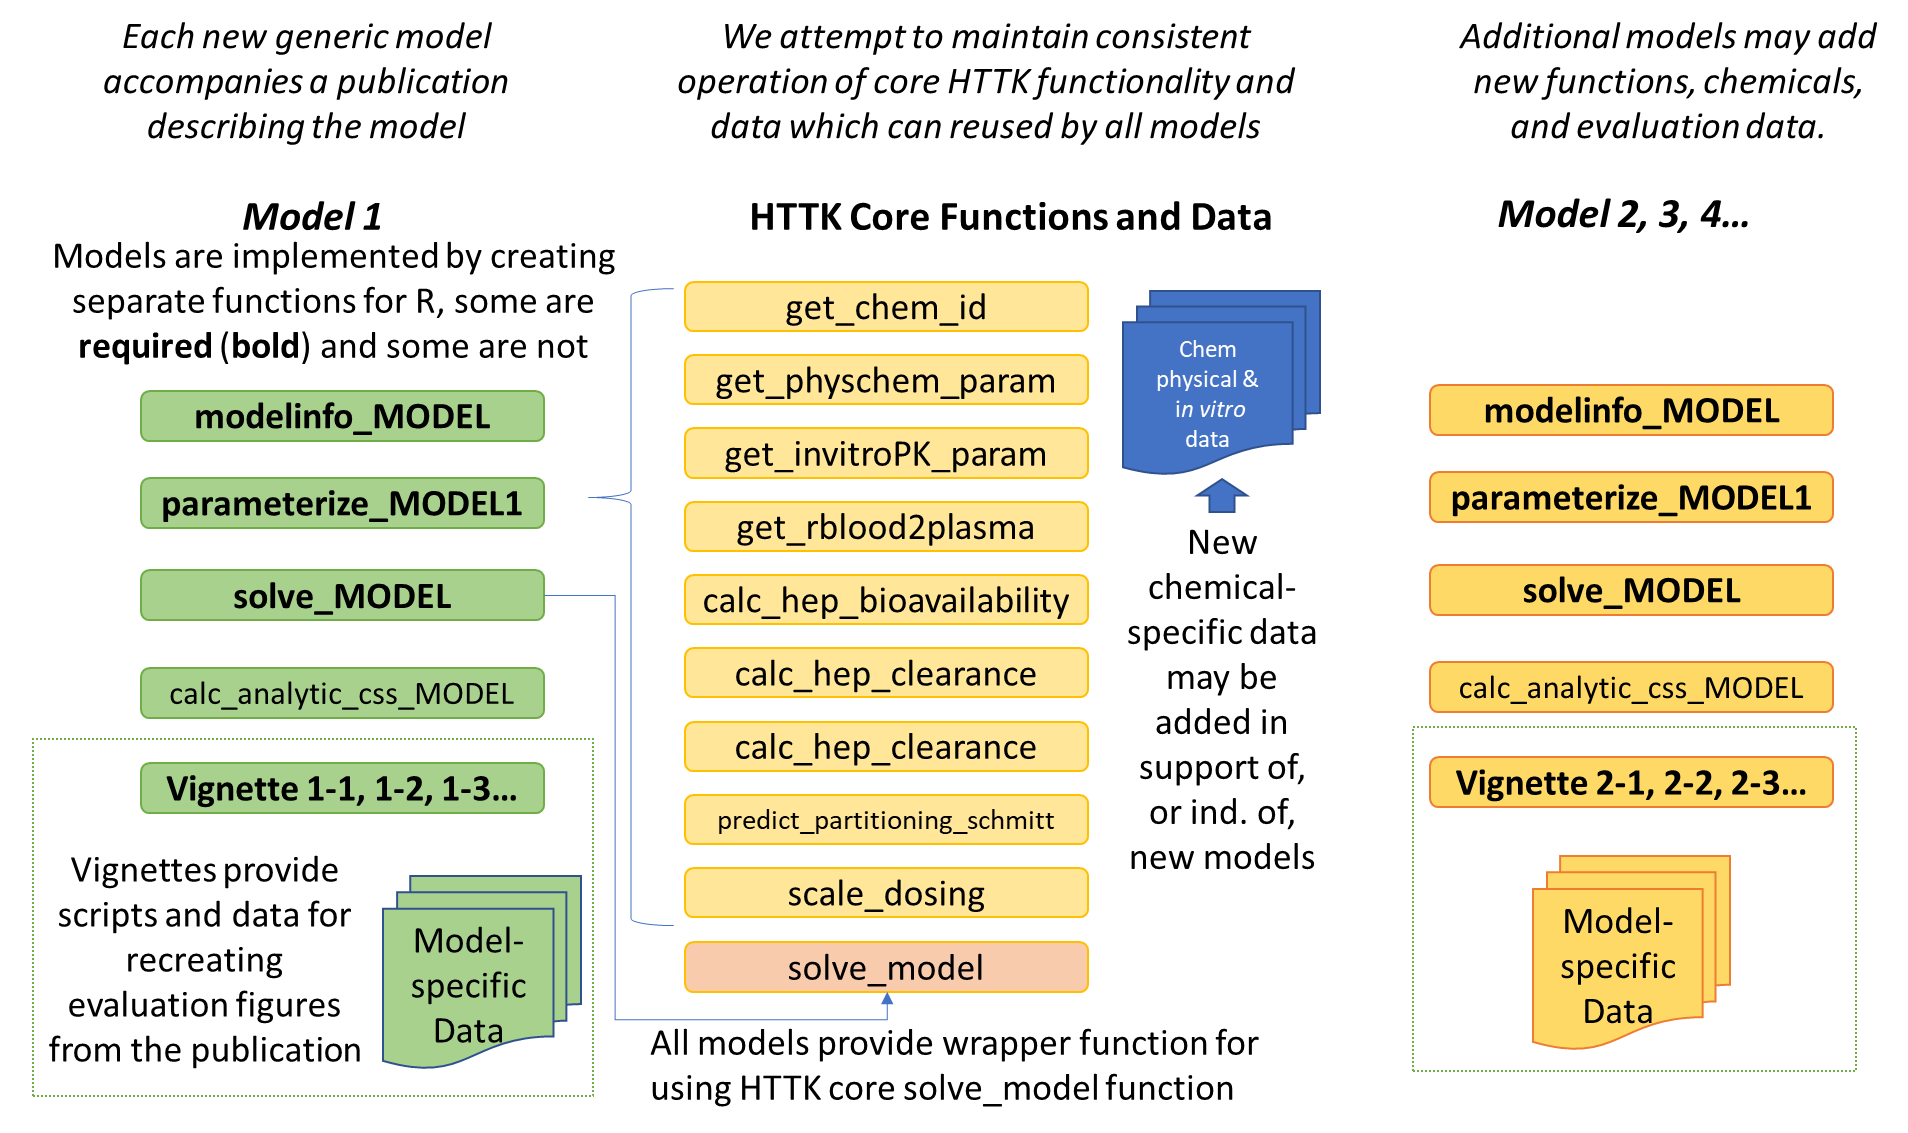 Each new generic model
accompanies a publication
describing the model
We attempt to maintain consistent
operation of core HTTK functionality and
data which can reused by all models
Additional models may add
new functions, chemicals,
and evaluation data.
Model 1
Models are implemented by creating
separate functions for R, some are
required (bold) and some are not
modelinfo_MODEL
parameterize_MODEL1
solve_MODEL
calc_analytic_css_MODEL
Vignette 1-1, 1-2, 1-3...
Vignettes provide
scripts and data for
recreating
evaluation figures
from the publication
Model-
specific
Data
HTTK Core Functions and Data
get_chem_id
get_physchem_param
get_invitroPK_param
get_rblood2plasma
calc_hep_bioavailability
calc_hep_clearance
calc_hep_clearance
predict_partitioning_schmitt
scale_dosing
solve_model
All models provide wrapper function for
using HTTK core solve_model function
Chem
physical &
in vitro
data
New
chemical-
specific data
may be
added in
support of,
or ind. of,
new models
Model 2, 3, 4...
modelinfo_MODEL
parameterize_MODEL1
solve_MODEL
calc_analytic_css_MODEL
Vignette 2-1, 2-2, 2-3...
Model-
specific
Data